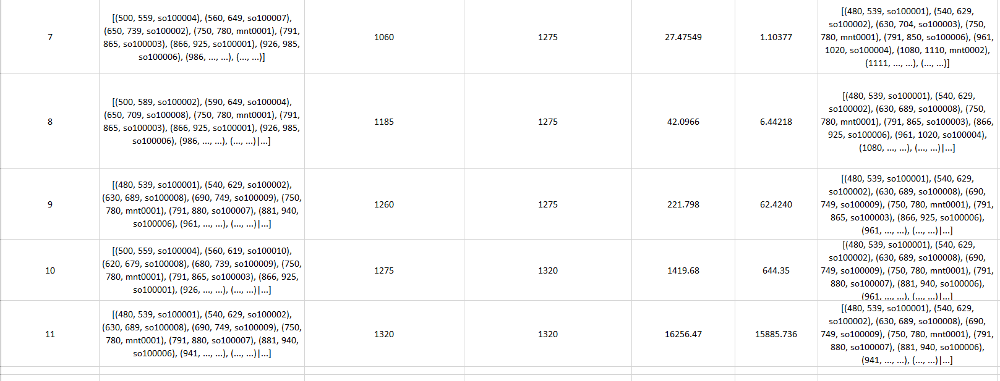 7
[(500, 559, so100004), (560, 649, so100007),
(650, 739, so100002), (750, 780, mnt0001), (791,
865, so100003), (866, 925, so100001), (926, 985,
so100006), (986, ..., ...), (..., ...)]
1060
1275
27.47549
1.10377
[(480, 539, so100001), (540, 629,
so100002), (630, 704, so100003), (750,
780, mnt0001), (791, 850, so100006), (961,
1020, so100004), (1080, 1110, mnt0002),
(1111, ..., ...), (..., ...)]
8
[(500, 589, so100002), (590, 649, so100004),
(650, 709, so100008), (750, 780, mnt0001), (791,
865, so100003), (866, 925, so100001), (926, 985,
so100006), (986, ..., ...), (..., ...)|...]
1185
1275
42.0966
6.44218
[(480, 539, so100001), (540, 629,
so100002), (630, 689, so100008), (750,
780, mnt0001), (791, 865, so100003), (866,
925, so100006), (961, 1020, so100004),
(1080, ..., ...), (..., ...)|...]
9
[(480, 539, so100001), (540, 629, so100002),
(630, 689, so100008), (690, 749, so100009), (750,
780, mnt0001), (791, 880, so100007), (881, 940,
so100006), (961, ..., ...), (..., ...)|...]
1260
1275
221.798
62.4240
[(480, 539, so100001), (540, 629,
so100002), (630, 689, so100008), (690,
749, so100009), (750, 780, mnt0001), (791,
865, so100003), (866, 925, so100006),
(961, ..., ...), (..., ...)|...]
10
[(500, 559, so100004), (560, 619, so100010),
(620, 679, so100008), (680, 739, so100009), (750,
780, mnt0001), (791, 865, so100003), (866, 925,
so100001), (926, ..., ...), (..., ...)|...]
1275
1320
1419.68
644.35
[(480, 539, so100001), (540, 629,
so100002), (630, 689, so100008), (690,
749, so100009), (750, 780, mnt0001), (791,
880, so100007), (881, 940, so100006),
(961, ..., ...), (..., ...)|...]
11
[(480, 539, so100001), (540, 629, so100002),
(630, 689, so100008), (690, 749, so100009), (750,
780, mnt0001), (791, 880, so100007), (881, 940,
so100006), (941, ..., ...), (..., ...)|...]
1320
1320
16256.47
15885.736
[(480, 539, so100001), (540, 629,
so100002), (630, 689, so100008), (690,
749, so100009), (750, 780, mnt0001), (791,
880, so100007), (881, 940, so100006),
(941, ..., ...), (..., ...)|...]